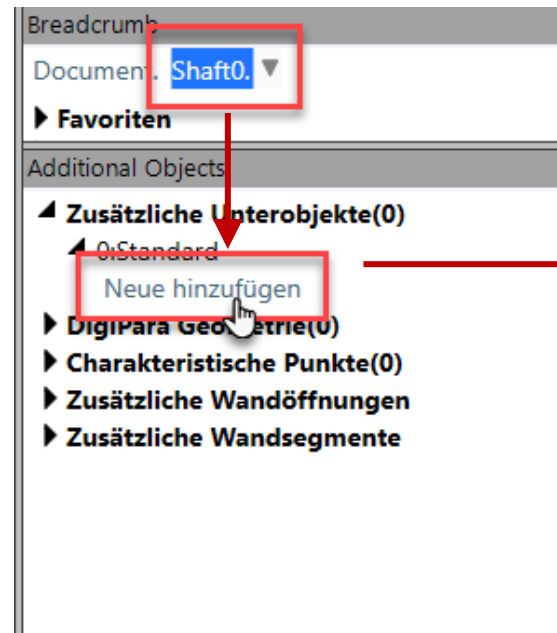 Breadcrumb
Document. Shaft0.
Favoriten
Additional Objects
Zusätzliche Unterobjekte(0)
0:Standard
Neue hinzufügen
DigiPara Geometrie(0)
Charakteristische Punkte(0)
Zusätzliche Wandöffnungen
Zusätzliche Wandsegmente